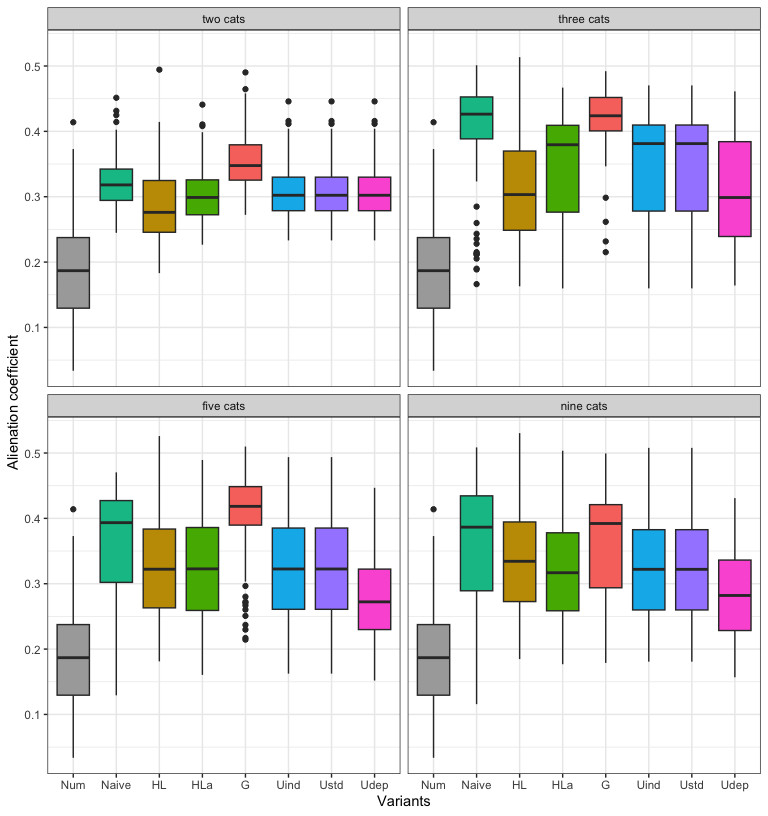 two cats
three cats
0.5
0.4
0.3
0.2
0.1
Alienation coefficient
five cats
nine cats
0.5
0.4
0.3
0.2
0.1
Num Naive HL HLa G Uind Ustd Udep
Num Naive HL HLa G Uind Ustd Udep
Variants